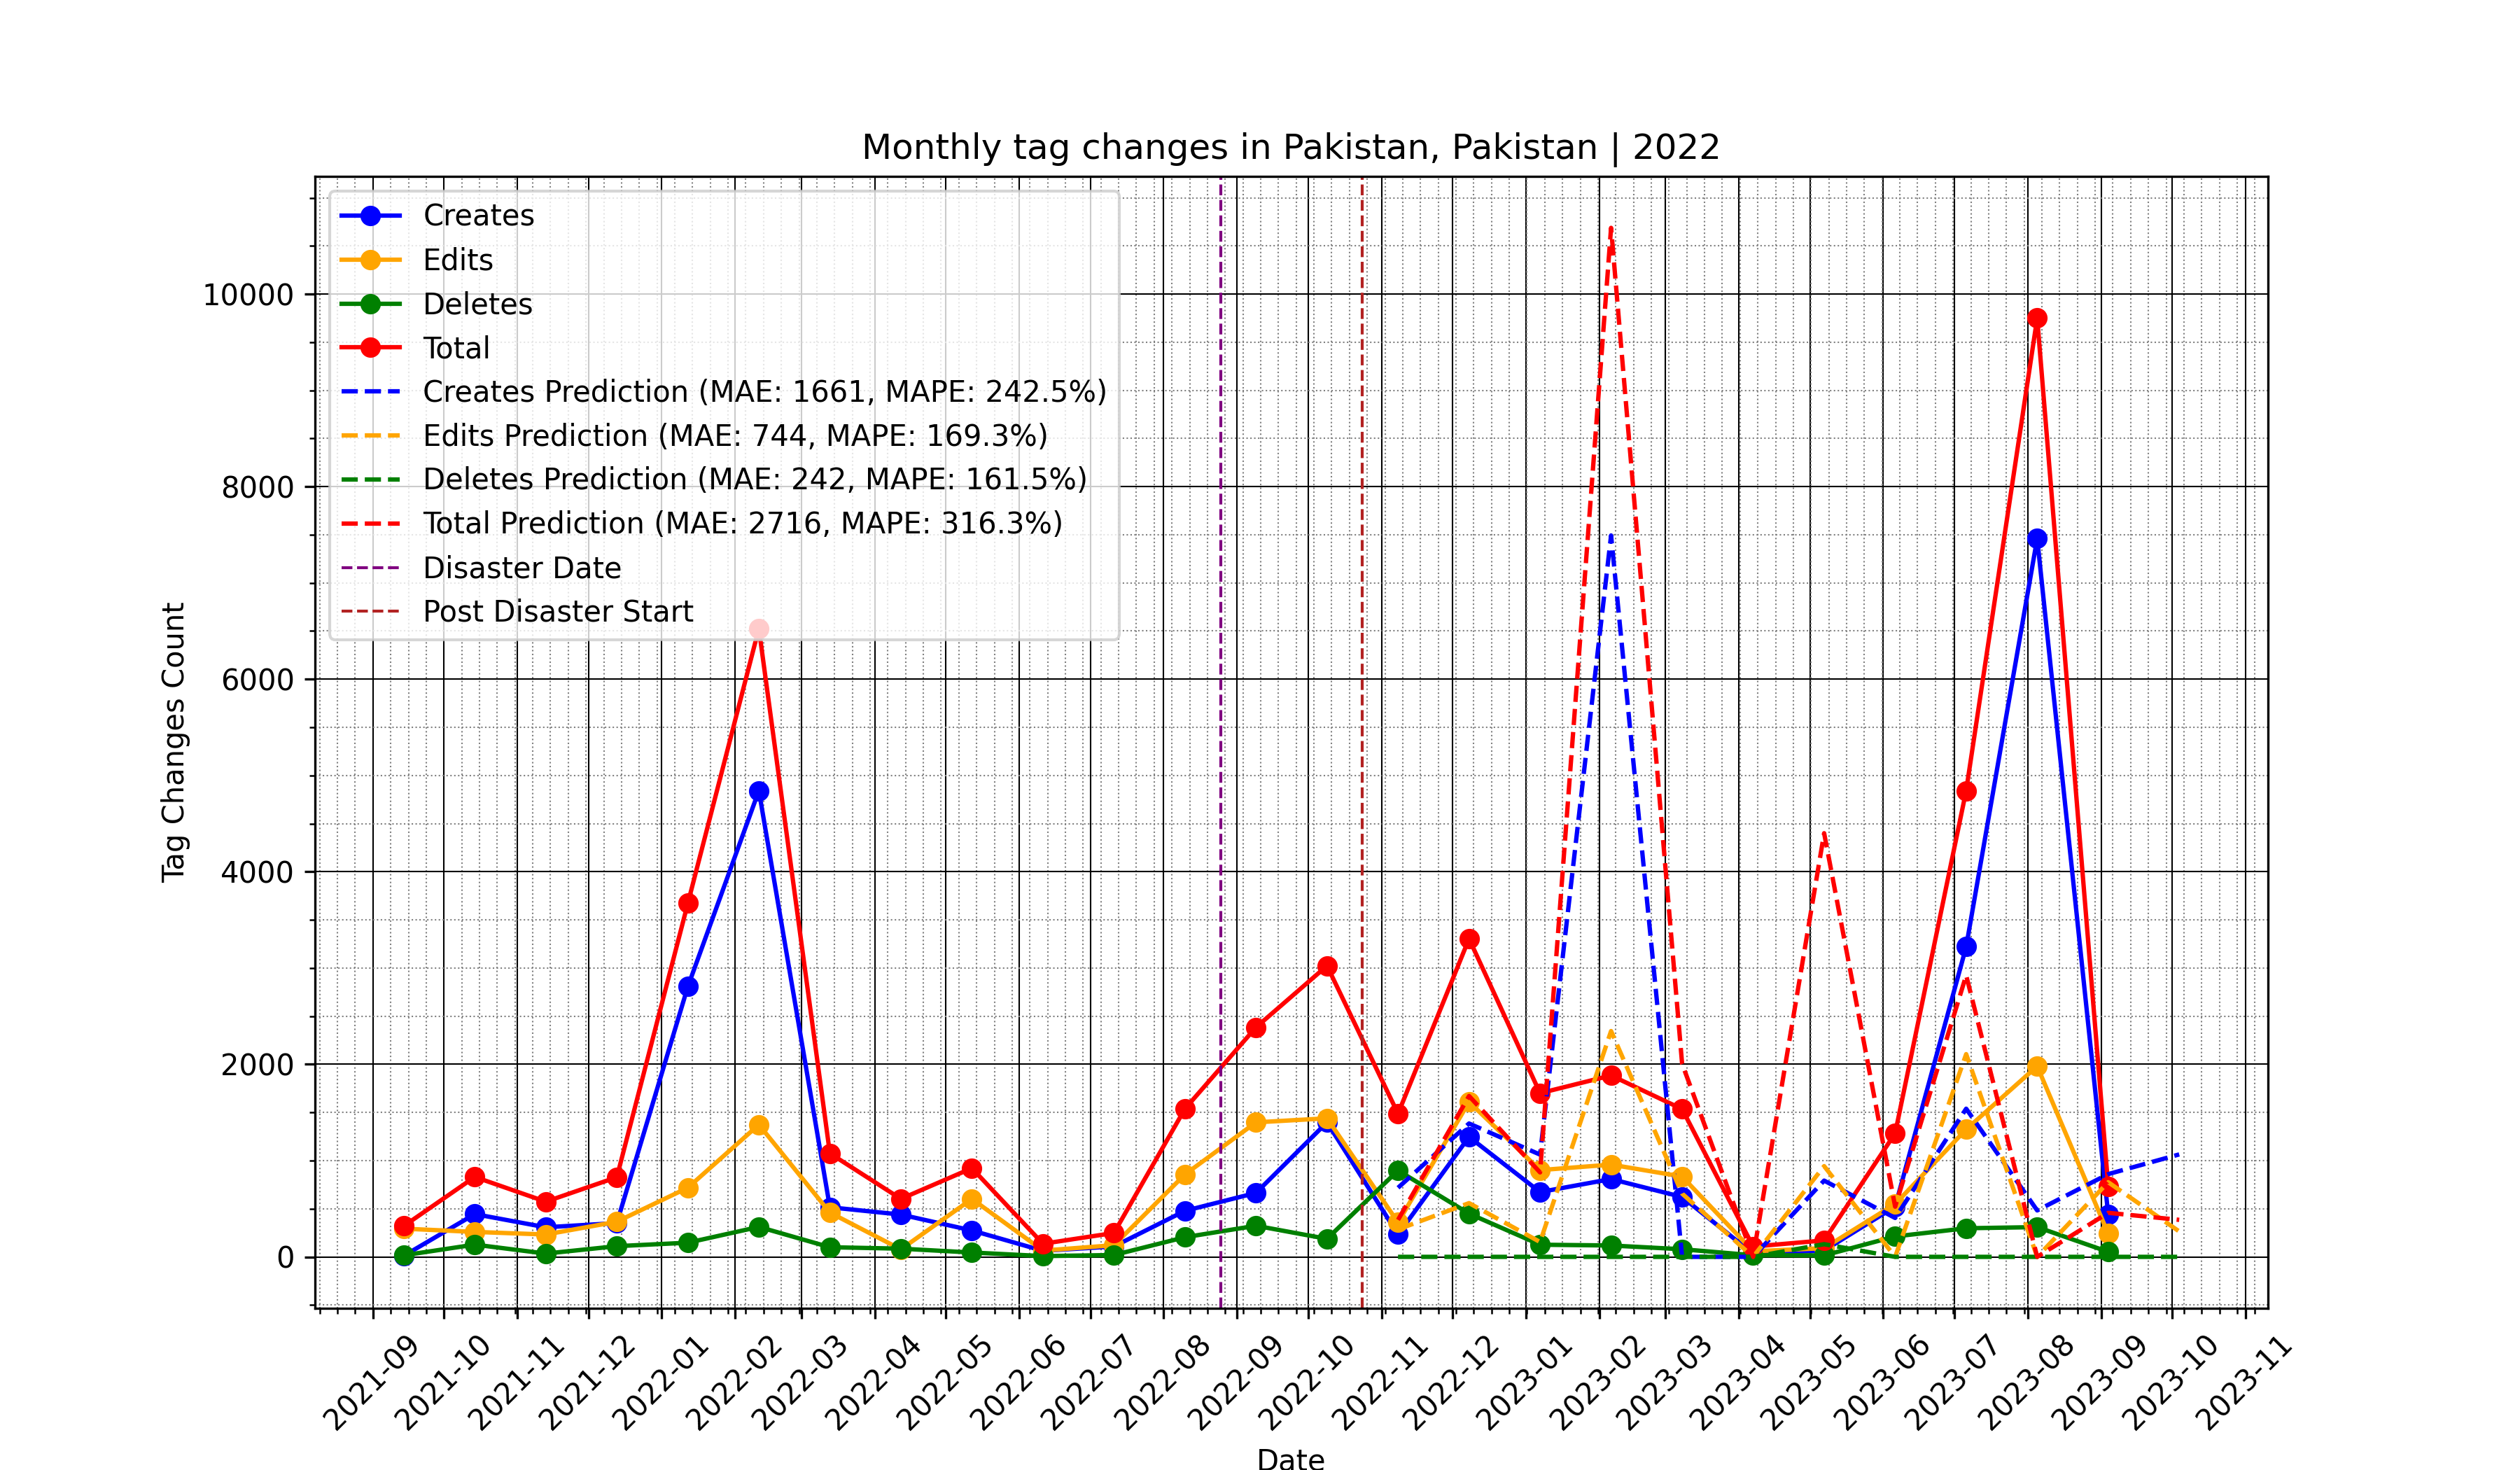 Monthly tag changes in Pakistan, Pakistan | 2022
Creates
Edits
Deletes
Total
Creates Prediction (MAE: 1661, MAPE: 242.5%)
Edits Prediction (MAE: 744, MAPE: 169.3%)
Deletes Prediction (MAE: 242, MAPE: 161.5%)
Total Prediction (MAE: 2716, MAPE: 316.3%)
Disaster Date
Post Disaster Start
Tag Changes Count
10000
8000
6000
4000
2000
0
2021-09
2021-10
2021-11
2021-12
2022-01
2022-02
2022-03
2022-04
2022-05
2022-06
2022-07
2022-08
2022-09
2022-10
2022-11
2022-12
2023-01
2023-02
2023-03
2023-04
2023-05
2023-06
2023-07
2023-08
2023-09
2023-10
2023-11
Date